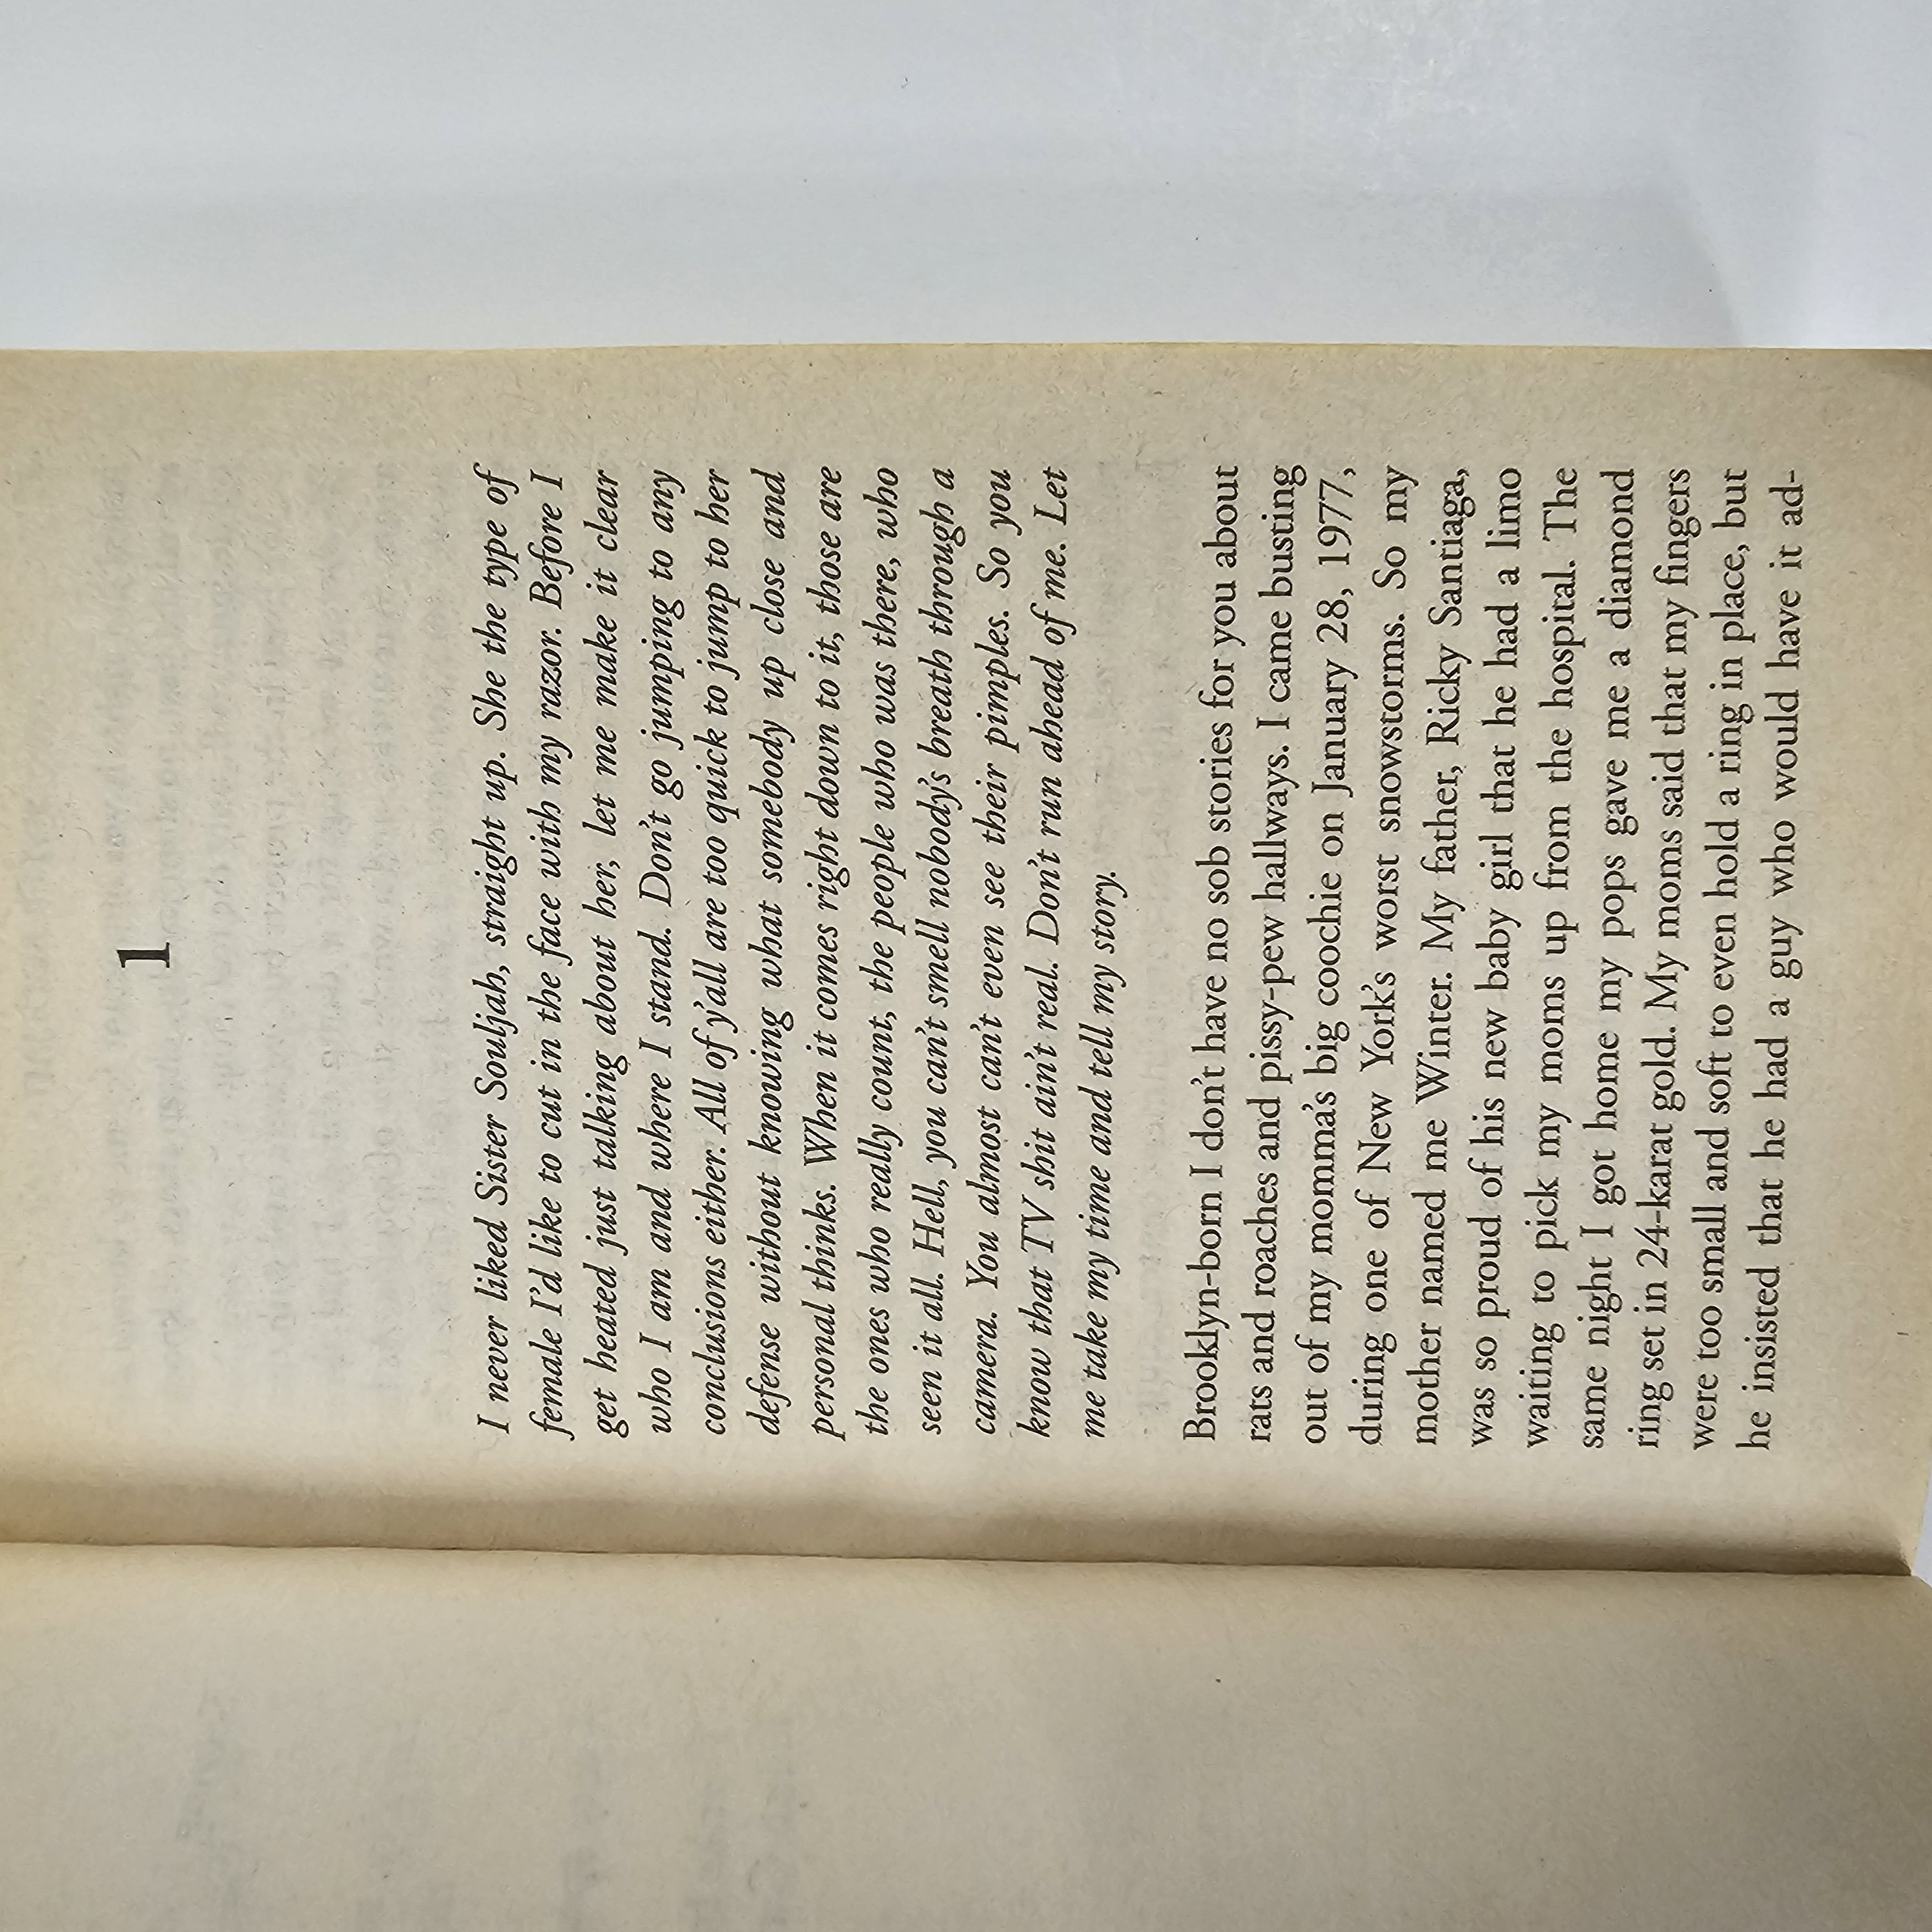 1
I never liked Sister Souljah, straight up. She the type of
female I'd like to cut in the face with my razor. Before I
get heated just talking about her, let me make it clear
who I am and where I stand. Don't go jumping to any
conclusions either. All of y'all are too quick to jump to her
defense without knowing what somebody up close and
personal thinks. When it comes right down to it, those are
the ones who really count, the people who was there, who
seen it all. Hell, you can't smell nobody's breath through a
camera. You almost can't even see their pimples. So you
know that TV shit ain't real. Don't run ahead of me. Let
me take my time and tell my story.
Brooklyn-born I don't have no sob stories for you about
rats and roaches and pissy-pew hallways. I came busting
out of my momma's big coochie on January 28, 1977,
during one of New York's worst snowstorms. So my
mother named me Winter. My father, Ricky Santiaga,
was so proud of his new baby girl that he had a limo
waiting to pick my moms up from the hospital. The
same night I got home my pops gave me a diamond
ring set in 24-karat gold. My moms said that my fingers
were too small and soft to even hold a ring in place, but
he insisted that he had a guy who would have it ad-